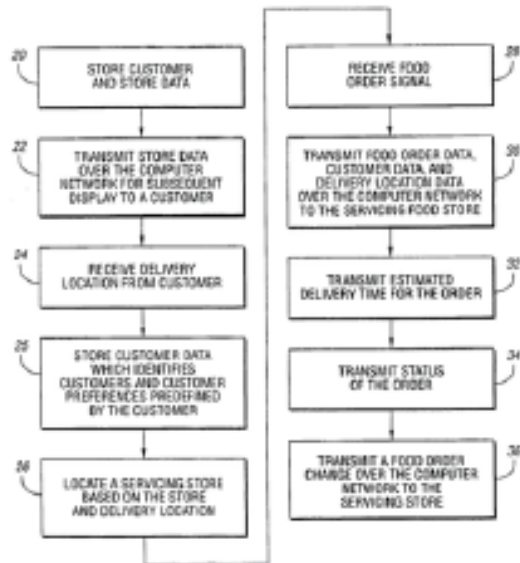 20
STORE CUSTOMER
AND STORE DATA
22
TRANSMIT STORE DATA
OVER THE COMPUTER
NETWORK FOR SUBSEQUENT
DISPLAY TO A CUSTOMER
24
RECEIVE DELIVERY
LOCATION FROM CUSTOMER
25
STORE CUSTOMER DATA
WHICH IDENTIFIES
CUSTOMERS AND CUSTOMER
PREFERENCES PREDEFINED
BY THE CUSTOMER
26
LOCATE A SERVICING STORE
BASED ON THE STORE
AND DELIVERY LOCATION
28
RECEIVE FOOD
ORDER SIGNAL
30
TRANSMIT FOOD ORDER DATA,
CUSTOMER DATA, AND
DELIVERY LOCATION DATA
OVER THE COMPUTER NETWORK
TO THE SERVICING FOOD STORE
32
TRANSMIT ESTIMATED
DELIVERY TIME FOR THE ORDER
34
TRANSMIT STATUS
OF THE ORDER
36
TRANSMIT A FOOD ORDER
CHANGE OVER THE COMPUTER
NETWORK TO THE
SERVICING STORE